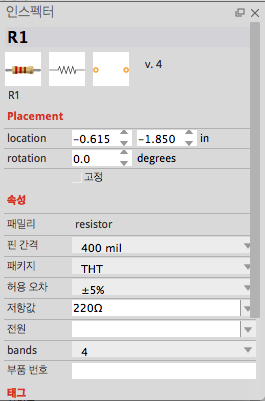 인스펙터
R1
v. 4
R1
Placement
location -0.615 -1.850 in
rotation 0.0 degrees
고정
속성
패밀리 resistor
핀 간격 400 mil
패키지 THT
허용 오차 ±5%
저항값 220Ω
전원
bands 4
부품 번호
태그